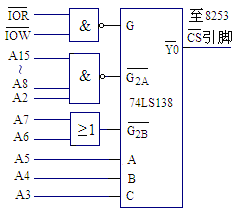 IOR
IOW
&
G
至8253
CS引脚
Y0
A15
~
A8
A2
&
G2A
74LS138
A7
A6
≥1
G2B
A5
A
A4
B
A3
C